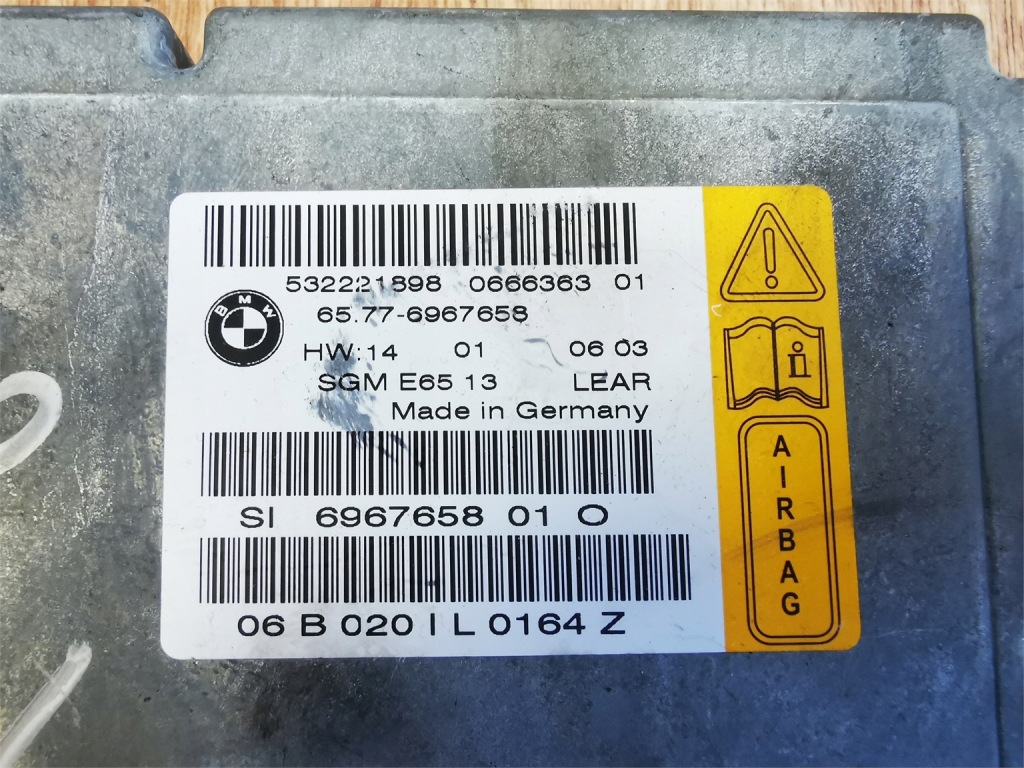 532221898 0666363 01
BMW
65.77-6967658
HW:14 01 06 03
SGM E65 13 LEAR
Made in Germany
SI 6967658 01 O
06 B 020 I L 0164 Z
i
AIRBAG